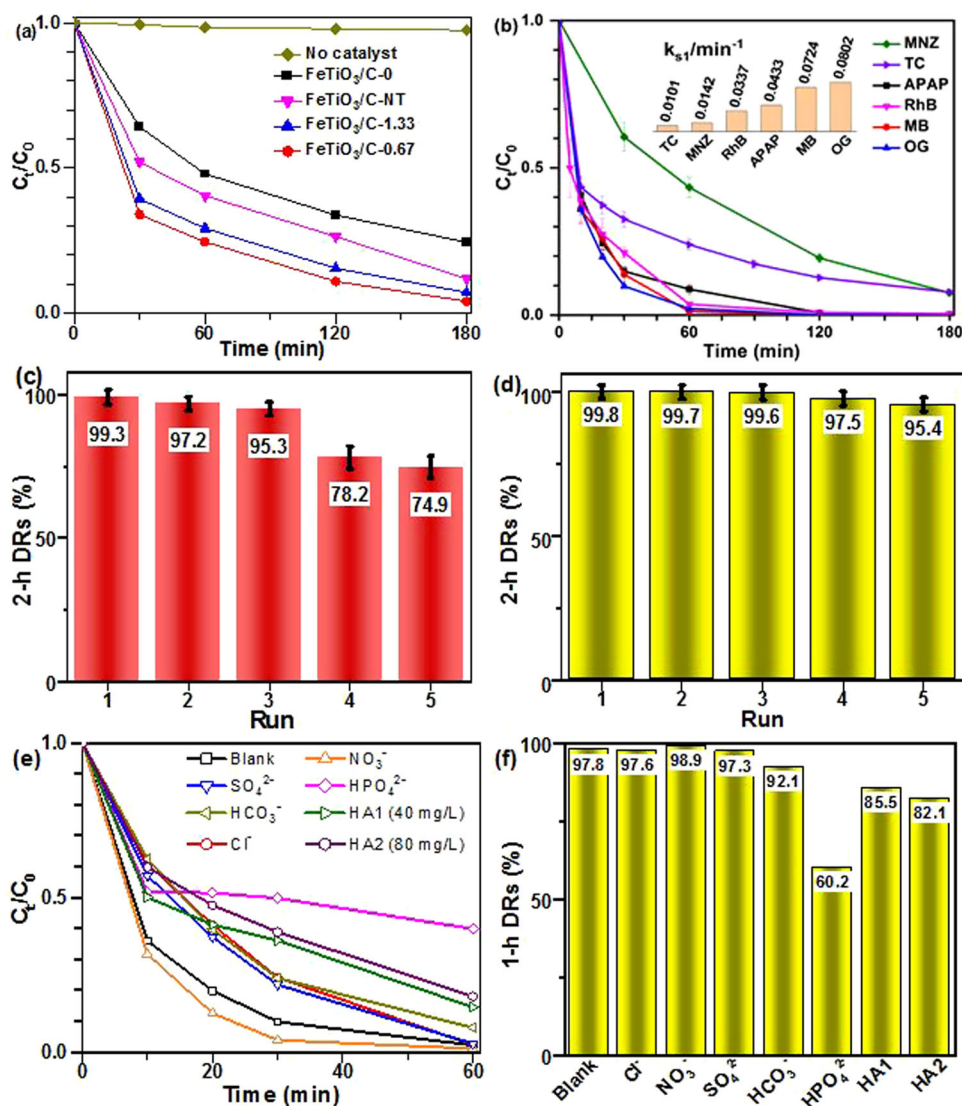 (a)
C_t/C_0
1.0
0.5
0.0
No catalyst
FeTiO₃/C-0
FeTiO₃/C-NT
FeTiO₃/C-1.33
FeTiO₃/C-0.67
0 60 120 180
Time (min)
(b)
C_t/C_0
1.0
0.5
0.0
k_s1/min⁻¹
0.0101 0.0142 0.0337 0.0433 0.0724 0.0802
TC MNZ RhB APAP MB OG
MNZ
TC
APAP
RhB
MB
OG
0 60 120 180
Time (min)
(c)
2-h DRs (%)
100
50
0
99.3 97.2 95.3 78.2 74.9
1 2 3 4 5
Run
(d)
2-h DRs (%)
100
50
0
99.8 99.7 99.6 97.5 95.4
1 2 3 4 5
Run
(e)
C_t/C_0
1.0
0.5
0.0
Blank NO₃⁻
SO₄²⁻ HPO₄²⁻
HCO₃⁻ HA1 (40 mg/L)
Cl⁻ HA2 (80 mg/L)
0 20 40 60
Time (min)
(f)
1-h DRs (%)
100
50
0
97.8 97.6 98.9 97.3 92.1 60.2 85.5 82.1
Blank Cl⁻ NO₃⁻ SO₄²⁻ HCO₃⁻ HPO₄²⁻ HA1 HA2